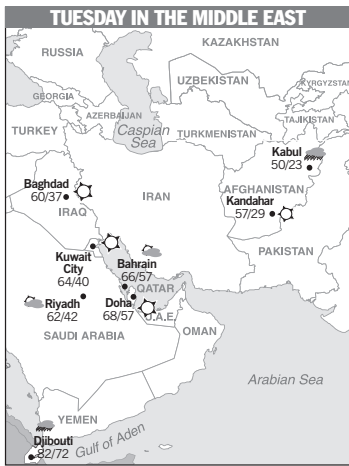 TUESDAY IN THE MIDDLE EAST
KAZAKHSTAN
RUSSIA
UZBEKISTAN
KYRGYZSTAN
GEORGIA
AZERBAIJAN
TAJIKISTAN
TURKEY
Caspian
Sea
TURKMENISTAN
Kabul
50/23
Baghdad
60/37
IRAQ
IRAN
AFGHANISTAN
Kandahar
57/29
PAKISTAN
Kuwait
City
64/40
Bahrain
66/57
QATAR
Riyadh
62/42
Doha
68/57
U.A.E.
SAUDI ARABIA
OMAN
Arabian Sea
YEMEN
Djibouti
82/72
Gulf of Aden